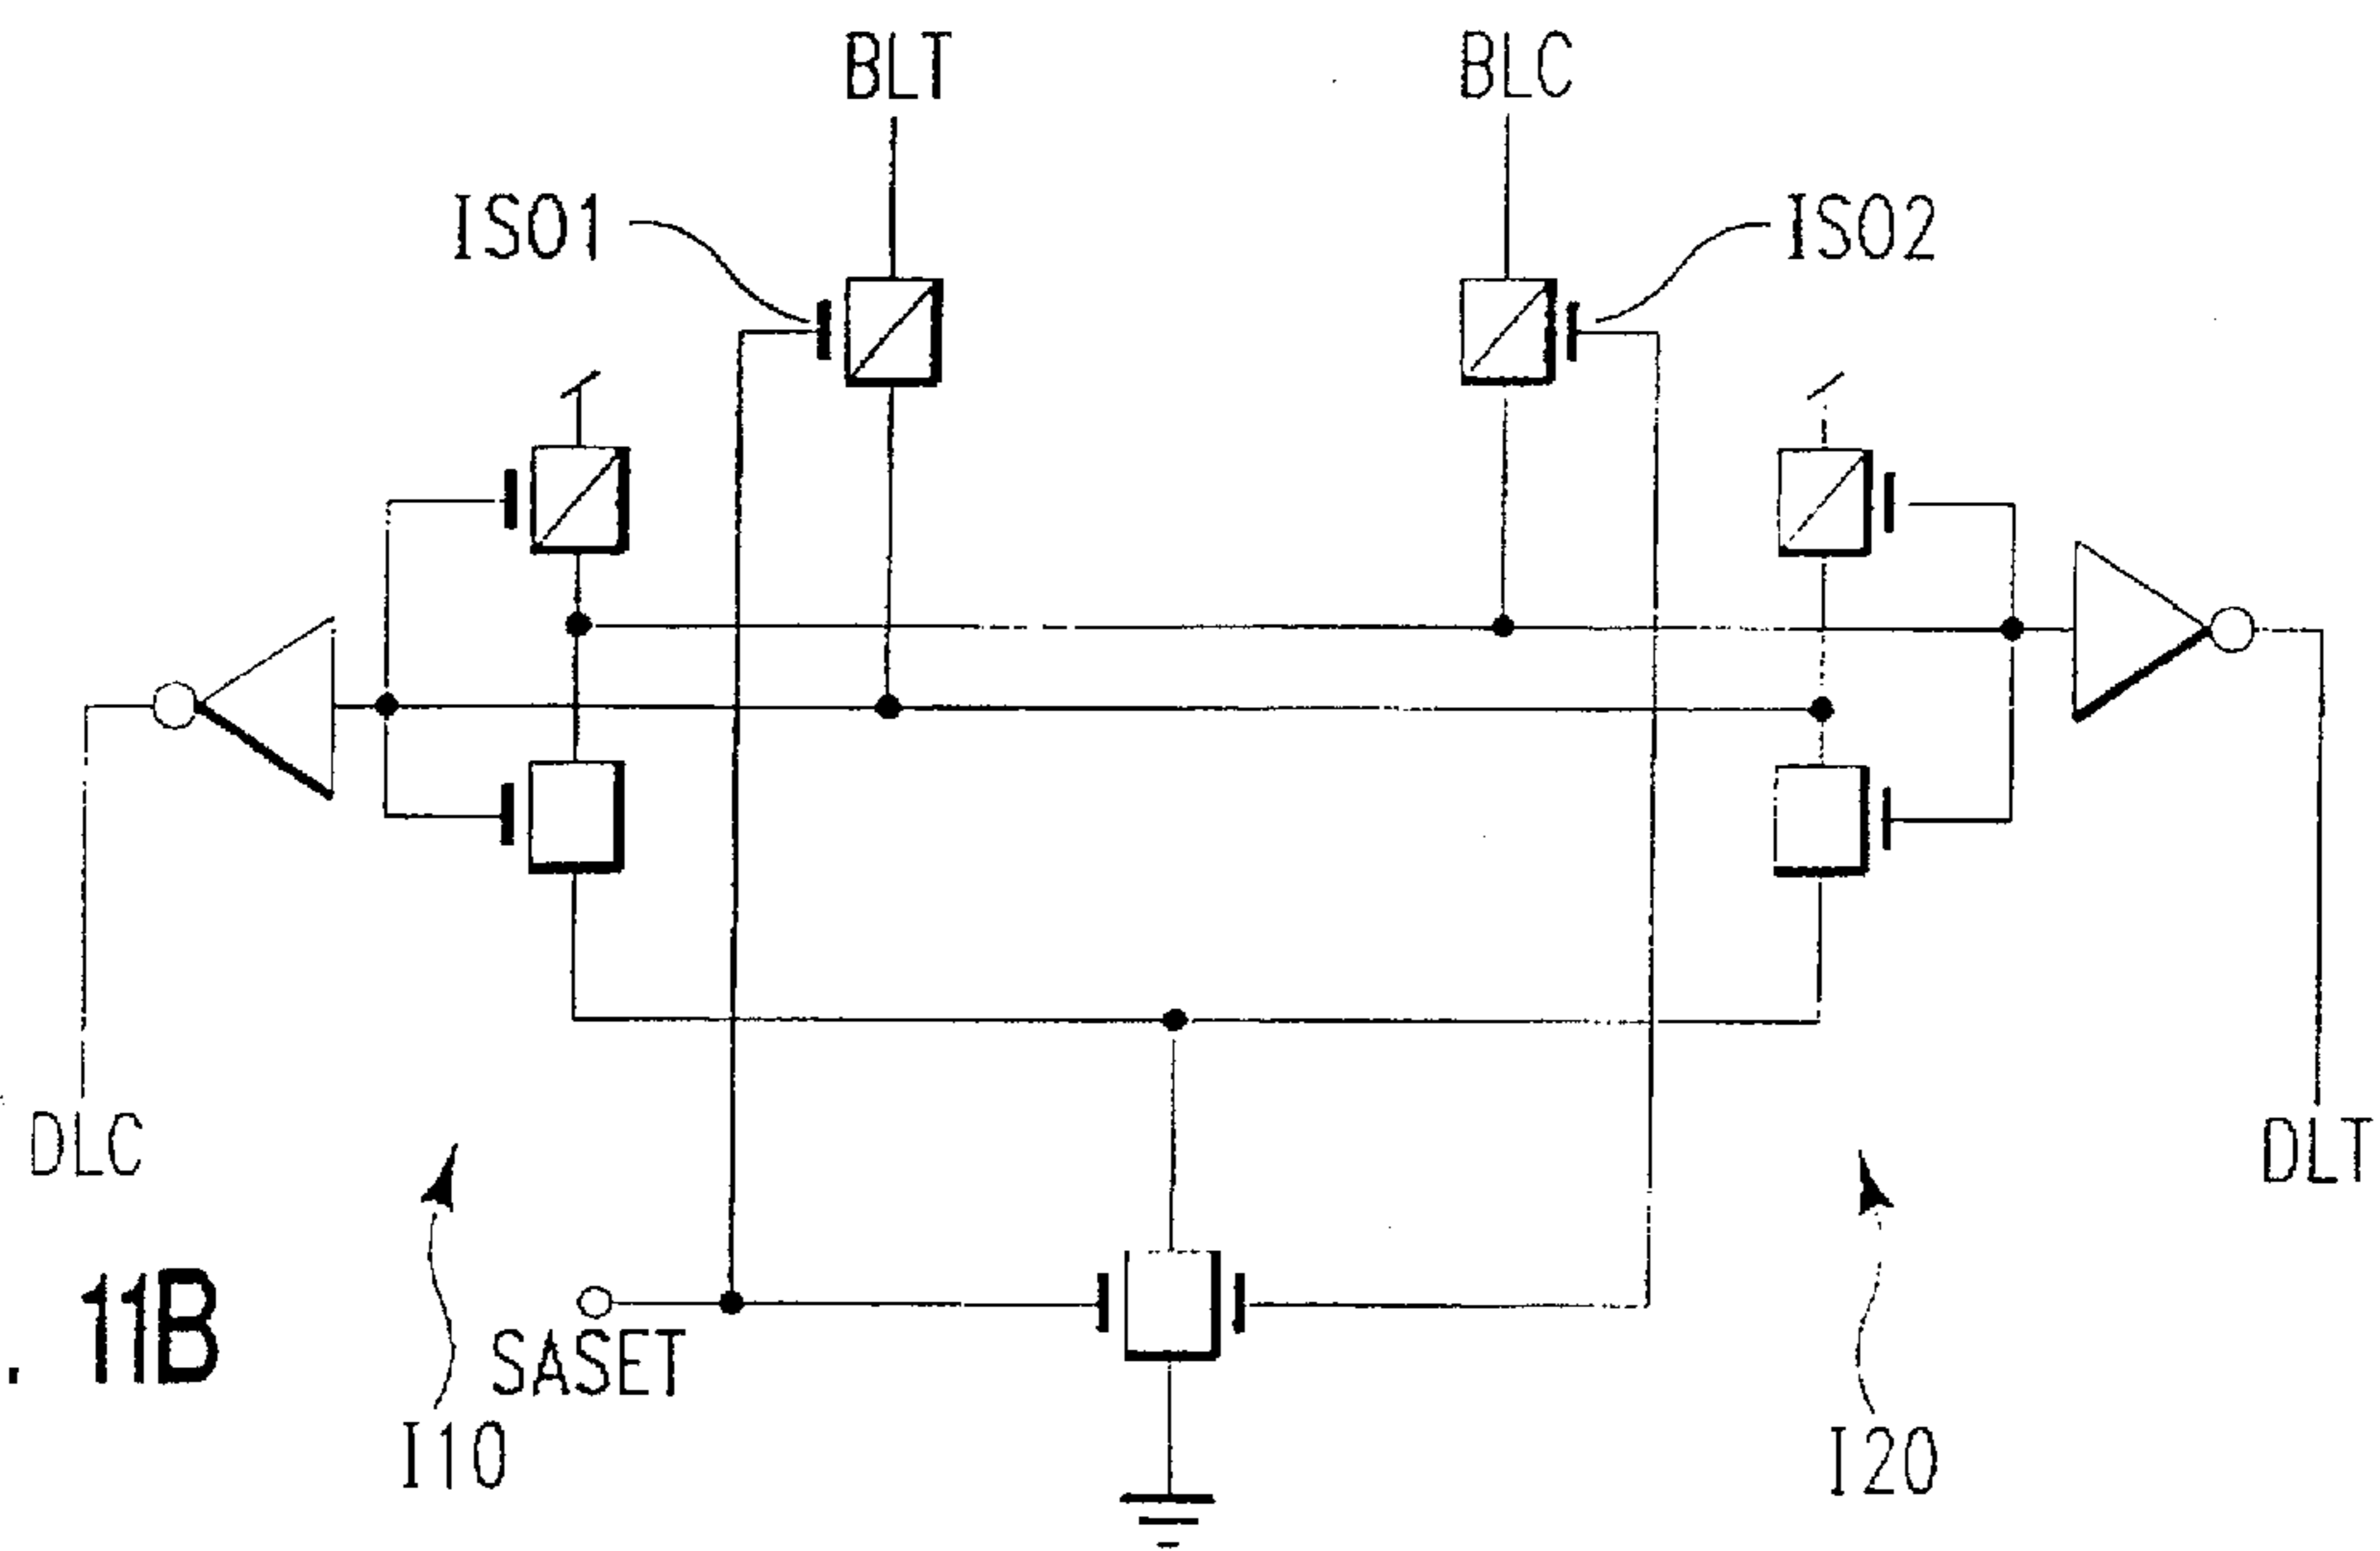 BLT
BLC
ISO1
ISO2
DLC
DLT
. 11B
SASET
I10
I20